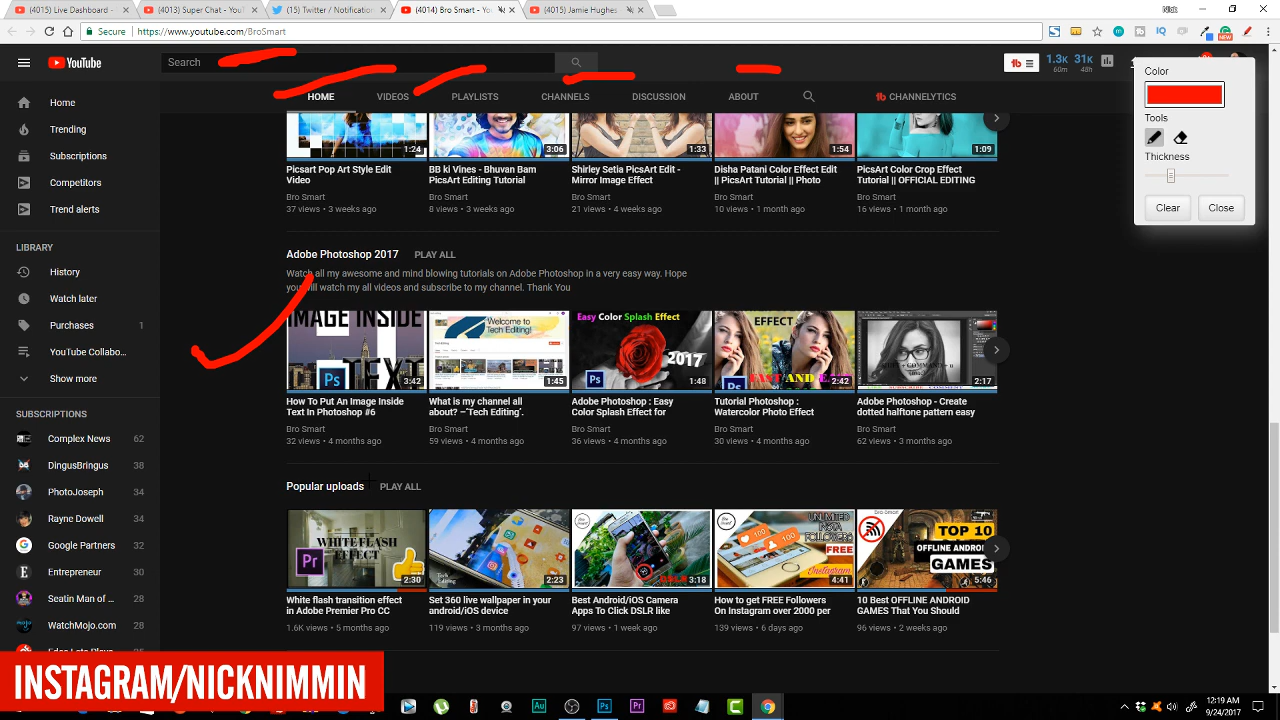 (4015) Live Dashboard -
(4013) Super Chat - YouT
(15) Twitter / Notification
(4014) Bro Smart - Yo
(4015) Jamie Hughes
Nick
Secure
https://www.youtube.com/BroSmart
YouTube
Search
1.3K
60m
31K
48h
Color
Tools
Thickness
Clear
Close
Home
Trending
Subscriptions
Competitors
Trend alerts
LIBRARY
History
Watch later
Purchases 1
YouTube Collabo...
Show more
SUBSCRIPTIONS
Complex News 62
DingusBringus 38
PhotoJoseph 34
Rayne Dowell 34
Google Partners 32
Entrepreneur 30
Seatin Man of ... 28
WatchMojo.com 28
HOME
VIDEOS
PLAYLISTS
CHANNELS
DISCUSSION
ABOUT
CHANNELYTICS
1:24
3:06
1:33
1:54
1:09
Picsart Pop Art Style Edit
Video
Bro Smart
37 views • 3 weeks ago
BB ki Vines - Bhuvan Bam
PicsArt Editing Tutorial
Bro Smart
8 views • 3 weeks ago
Shirley Setia PicsArt Edit -
Mirror Image Effect
Bro Smart
21 views • 4 weeks ago
Disha Patani Color Effect Edit
|| PicsArt Tutorial || Photo
Bro Smart
10 views • 1 month ago
PicsArt Color Crop Effect
Tutorial || OFFICIAL EDITING
Bro Smart
16 views • 1 month ago
Adobe Photoshop 2017 PLAY ALL
Watch all my awesome and mind blowing tutorials on Adobe Photoshop in a very easy way. Hope
you will watch my all videos and subscribe to my channel. Thank You
IMAGE INSIDE
TEXT
Ps
3:42
Welcome to
Tech Editing!
1:45
Easy Color Splash Effect
2017
Ps
1:48
EFFECT
Ps
FAST AND
2:42
2:17
How To Put An Image Inside
Text In Photoshop #6
Bro Smart
32 views • 4 months ago
What is my channel all
about? –"Tech Editing'.
Bro Smart
59 views • 4 months ago
Adobe Photoshop : Easy
Color Splash Effect for
Bro Smart
36 views • 4 months ago
Tutorial Photoshop :
Watercolor Photo Effect
Bro Smart
30 views • 4 months ago
Adobe Photoshop - Create
dotted halftone pattern easy
Bro Smart
62 views • 3 months ago
Popular uploads PLAY ALL
WHITE FLASH
EFFECT
Pr
2:30
Tech Editing
2:23
DSLR
3:18
UNLIMITED
INSTA
FOLLOWERS
FREE
Instagram
4:41
Bro Smart
TOP 10
OFFLINE ANDROID
GAMES
5:46
White flash transition effect
in Adobe Premier Pro CC
1.6K views • 5 months ago
Set 360 live wallpaper in your
android/iOS device
119 views • 3 months ago
Best Android/iOS Camera
Apps To Click DSLR like
97 views • 1 week ago
How to get FREE Followers
On Instagram over 2000 per
139 views • 6 days ago
10 Best OFFLINE ANDROID
GAMES That You Should
96 views • 2 weeks ago
INSTAGRAM/NICKNIMMIN
Au
Ps
Pr
12:19 AM
9/24/2017